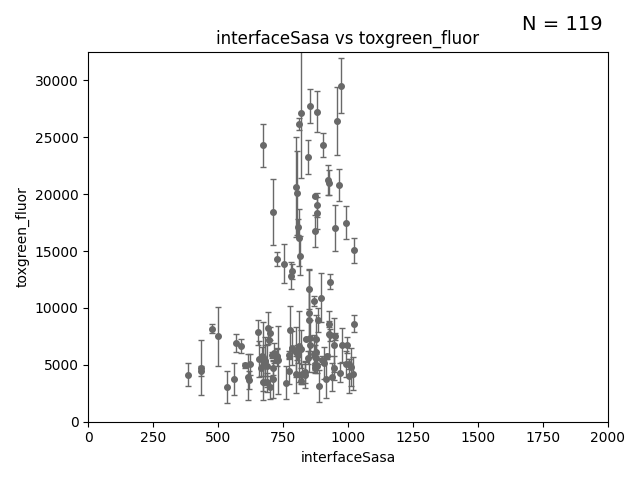 N = 119
interfaceSasa vs toxgreen_fluor
30000
25000
20000
15000
10000
5000
0
toxgreen_fluor
0 250 500 750 1000 1250 1500 1750 2000
interfaceSasa